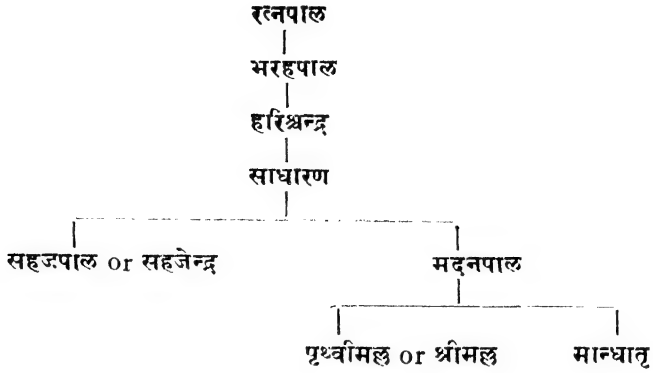 रत्नपाल
भरहपाल
हरिश्चन्द्र
साधारण
सहजपाल or सहजेन्द्र मदनपाल
पृथ्वीमल्ल or श्रीमल्ल मान्धातृ